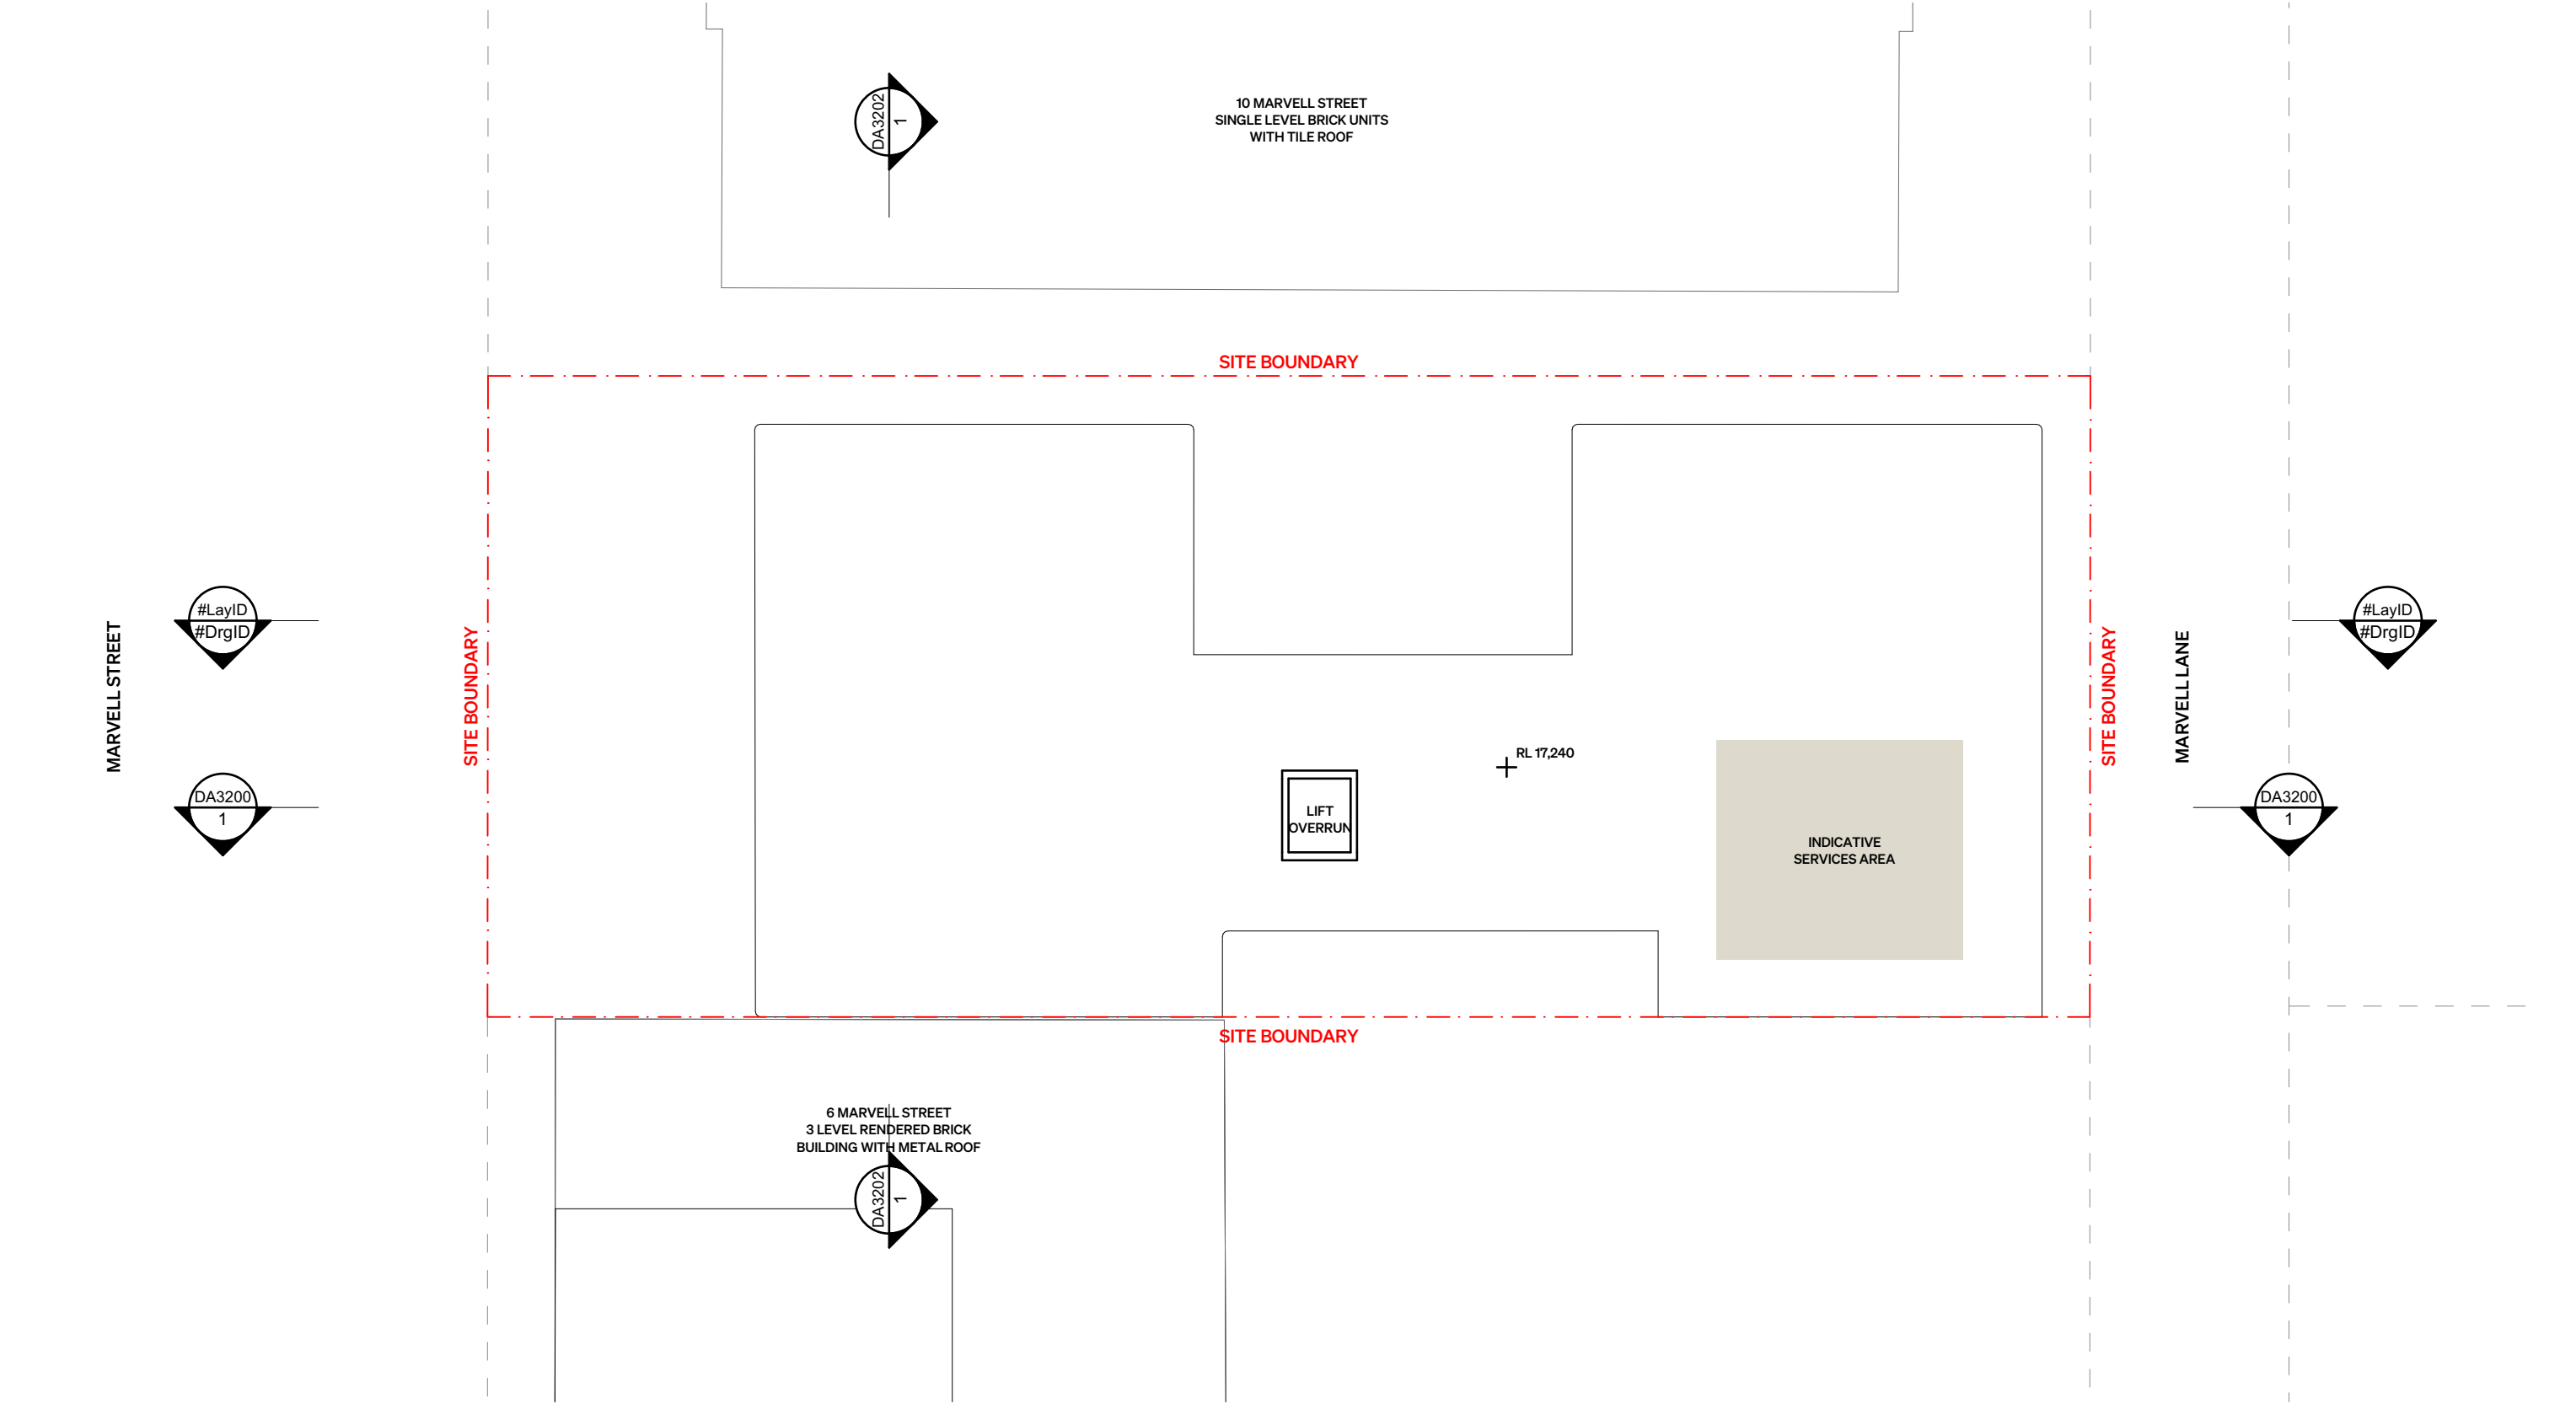 DA3202
1
10 MARVELL STREET
SINGLE LEVEL BRICK UNITS
WITH TILE ROOF
SITE BOUNDARY
MARVELL STREET
#LayID
#DrgID
SITE BOUNDARY
SITE BOUNDARY
MARVELL LANE
#LayID
#DrgID
RL 17,240
DA3200
1
LIFT
OVERRUN
INDICATIVE
SERVICES AREA
DA3200
1
SITE BOUNDARY
6 MARVELL STREET
3 LEVEL RENDERED BRICK
BUILDING WITH METAL ROOF
DA3202
1